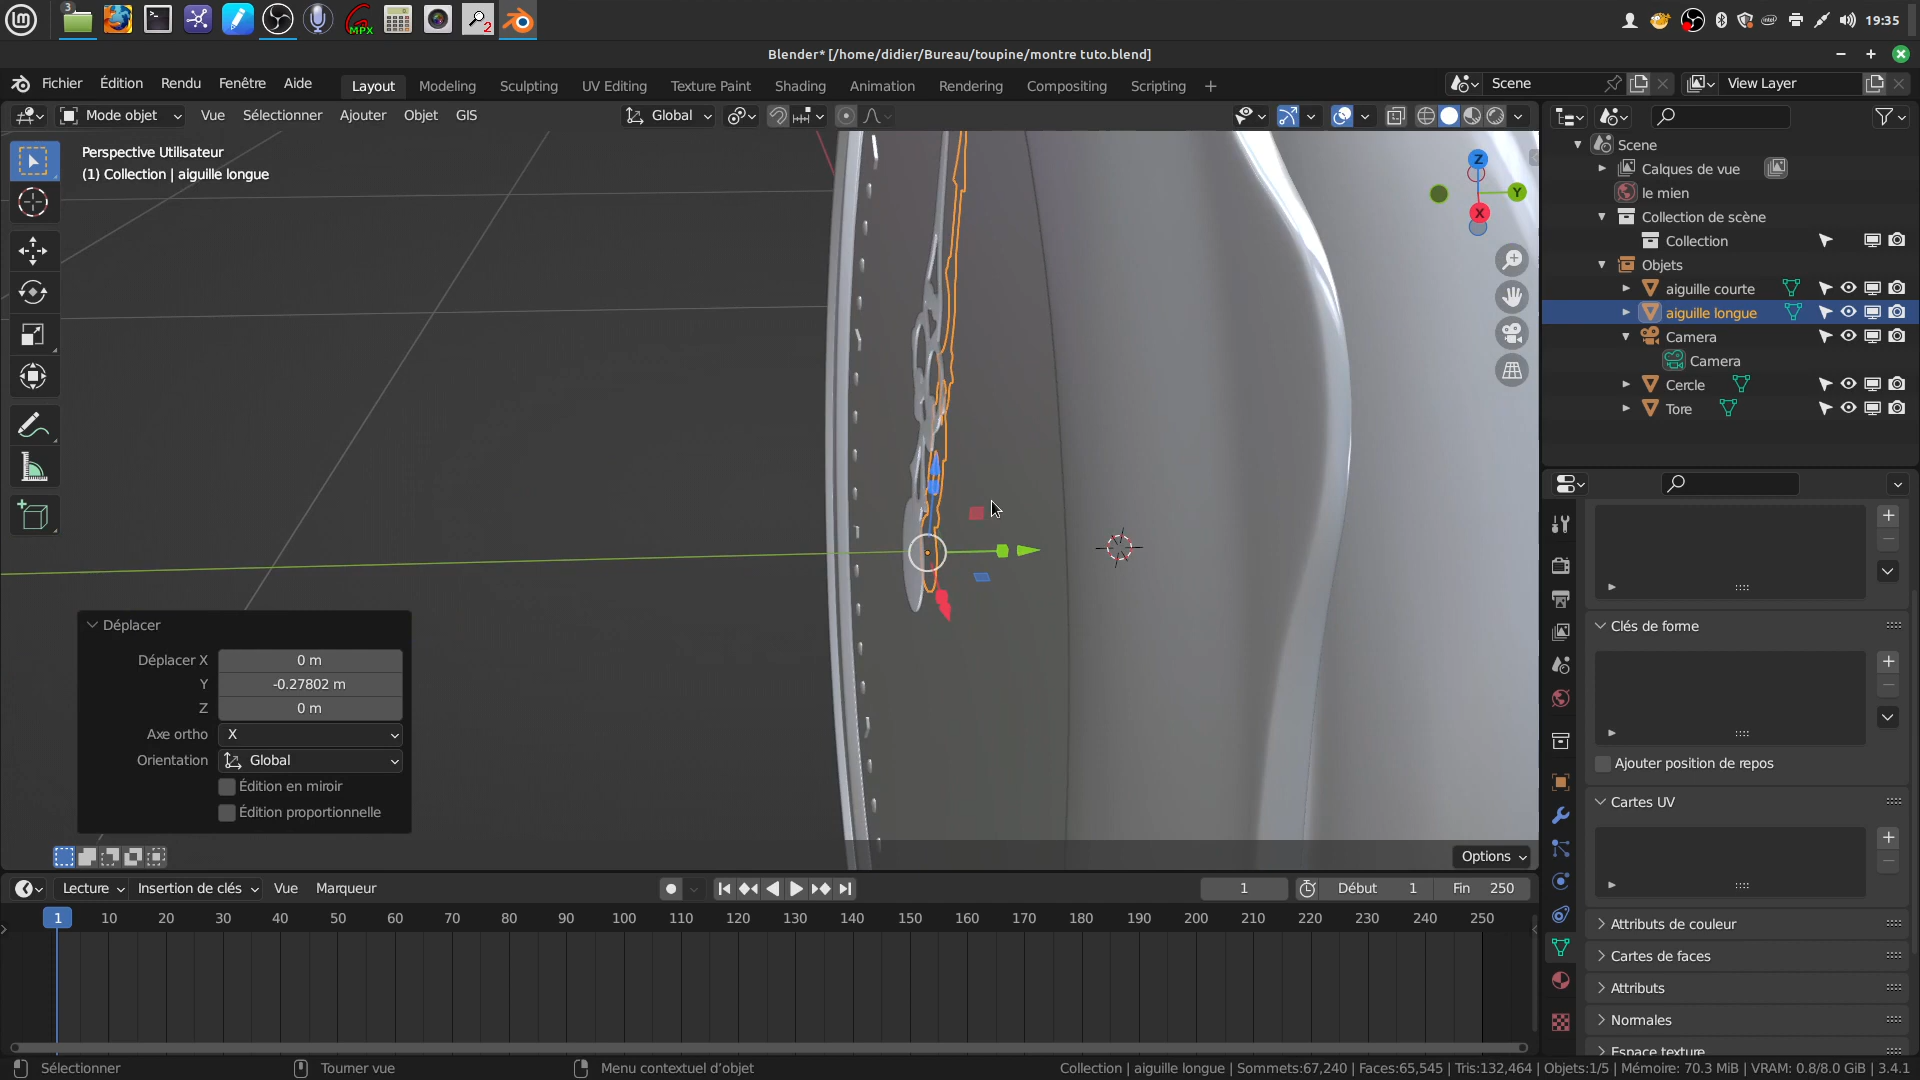 3
MPX
2
19:35
Blender* [/home/didier/Bureau/toupine/montre tuto.blend]
Fichier Édition Rendu Fenêtre Aide
Layout Modeling Sculpting UV Editing Texture Paint Shading Animation Rendering Compositing Scripting +
Scene
View Layer
Mode objet Vue Sélectionner Ajouter Objet GIS
Global
Perspective Utilisateur
(1) Collection | aiguille longue
Z
Y
X
Scene
Calques de vue
le mien
Collection de scène
Collection
Objets
aiguille courte
aiguille longue
Camera
Camera
Cercle
Tore
Déplacer
Déplacer X 0 m
Y -0.27802 m
Z 0 m
Axe ortho X
Orientation Global
Édition en miroir
Édition proportionnelle
Options
Clés de forme
Ajouter position de repos
Cartes UV
Attributs de couleur
Cartes de faces
Attributs
Normales
Espace texture
Lecture Insertion de clés Vue Marqueur
1 Début 1 Fin 250
1 10 20 30 40 50 60 70 80 90 100 110 120 130 140 150 160 170 180 190 200 210 220 230 240 250
Sélectionner Tourner vue Menu contextuel d'objet
Collection | aiguille longue | Sommets:67,240 | Faces:65,545 | Tris:132,464 | Objets:1/5 | Mémoire: 70.3 MiB | VRAM: 0.8/8.0 GiB | 3.4.1